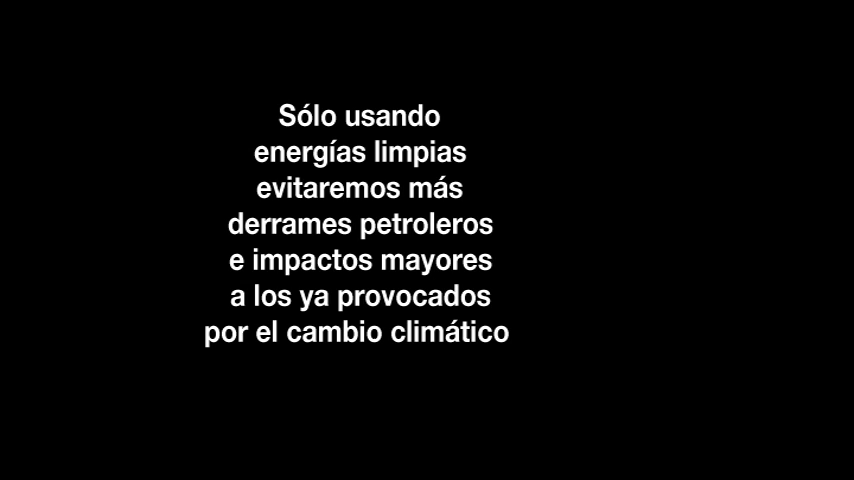 Sólo usando
energías limpias
evitaremos más
derrames petroleros
e impactos mayores
a los ya provocados
por el cambio climático